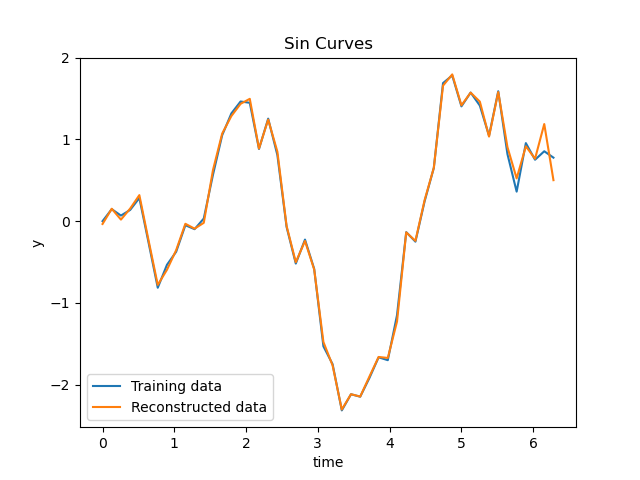 Sin Curves
2
1
0
−1
−2
y
Training data
Reconstructed data
0 1 2 3 4 5 6
time